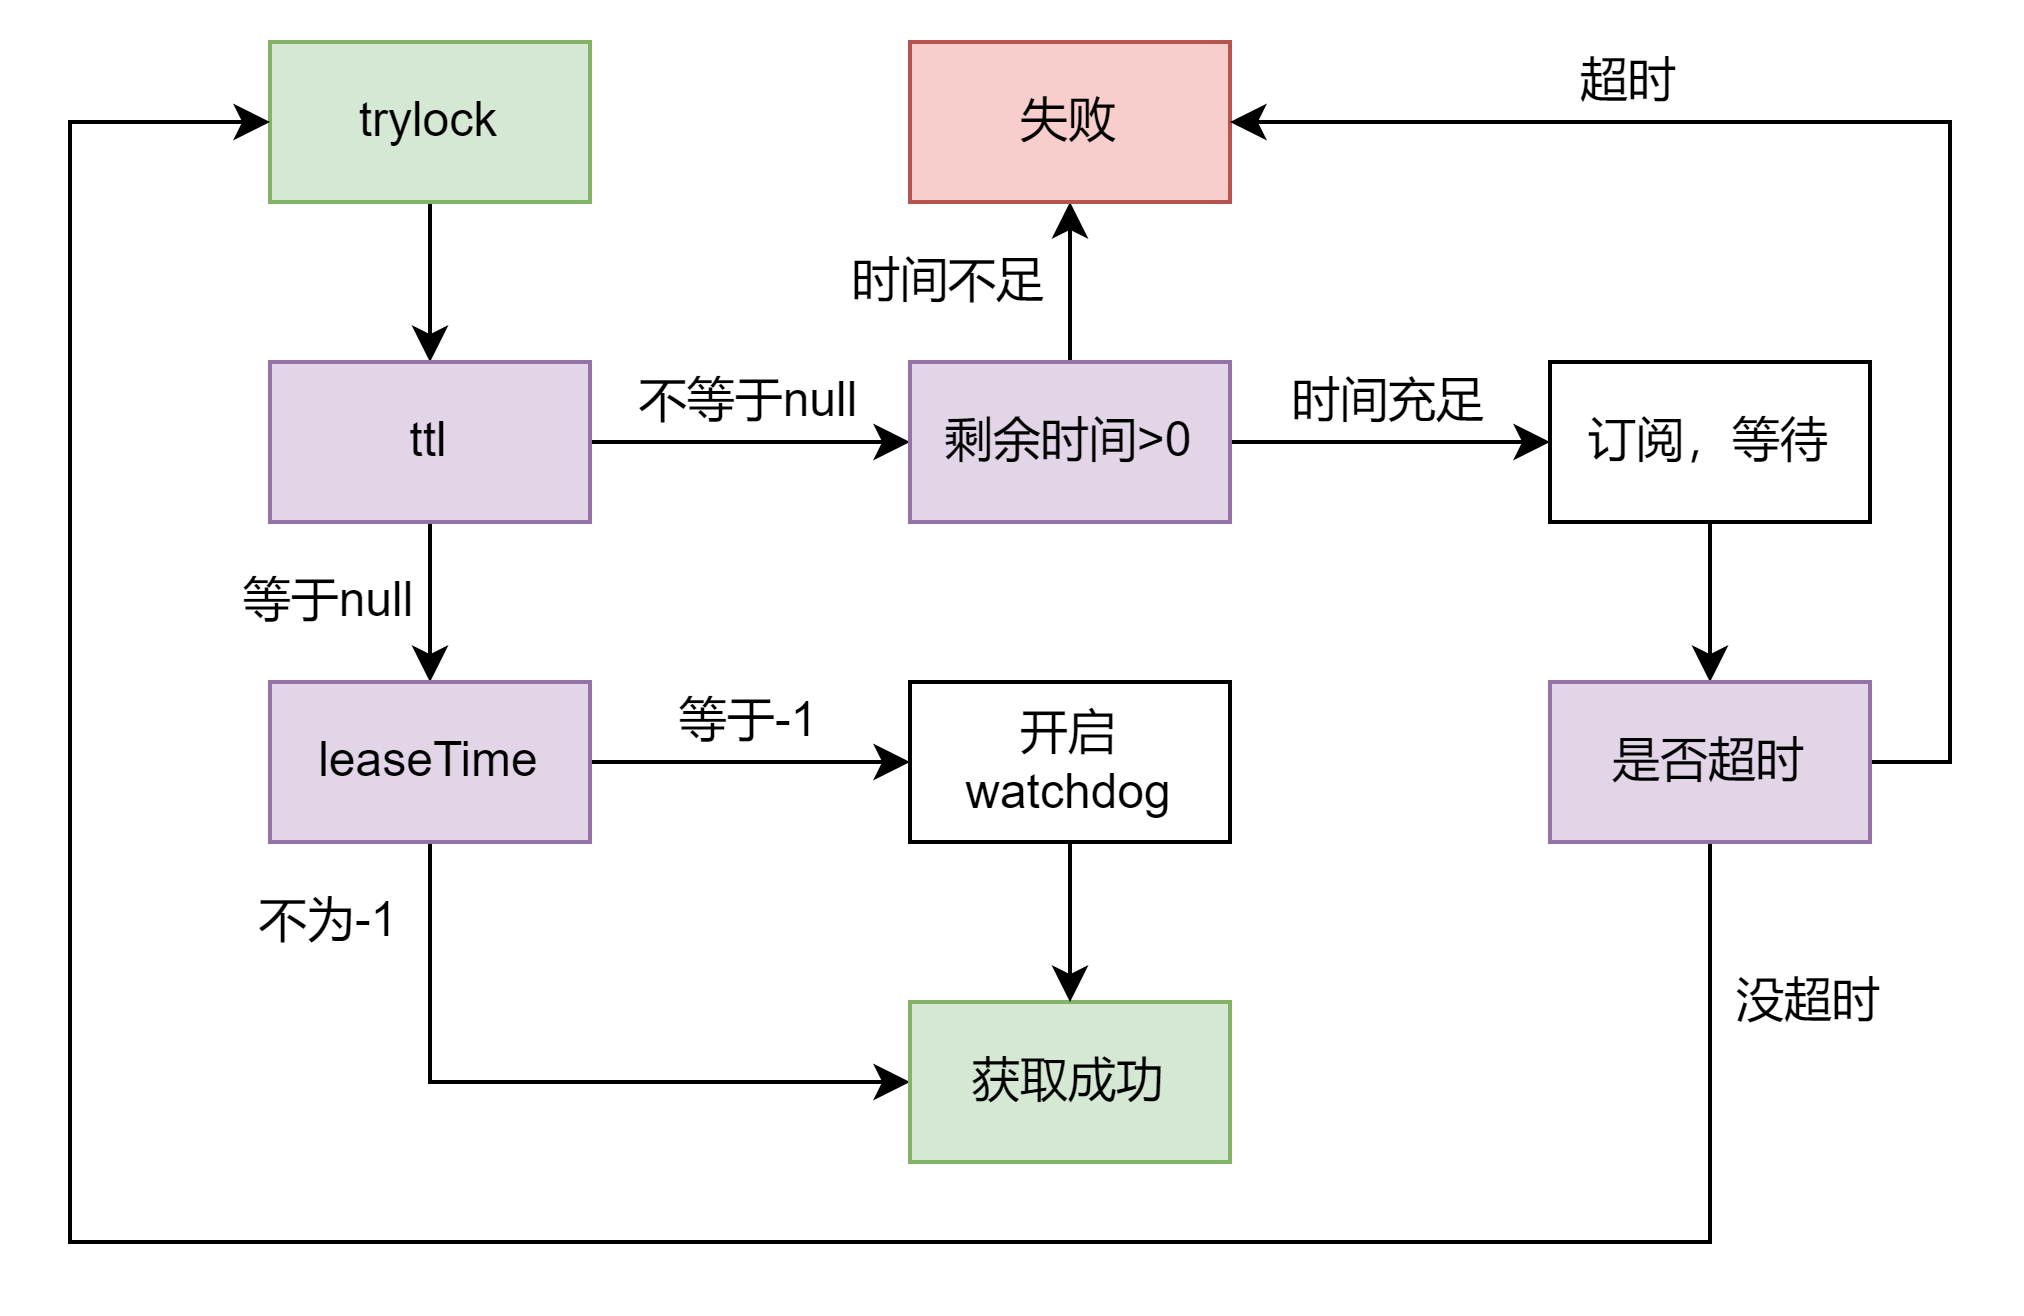 trylock
失败
超时
时间不足
ttl
不等于null
剩余时间>0
时间充足
订阅，等待
等于null
leaseTime
等于-1
开启
watchdog
是否超时
不为-1
没超时
获取成功